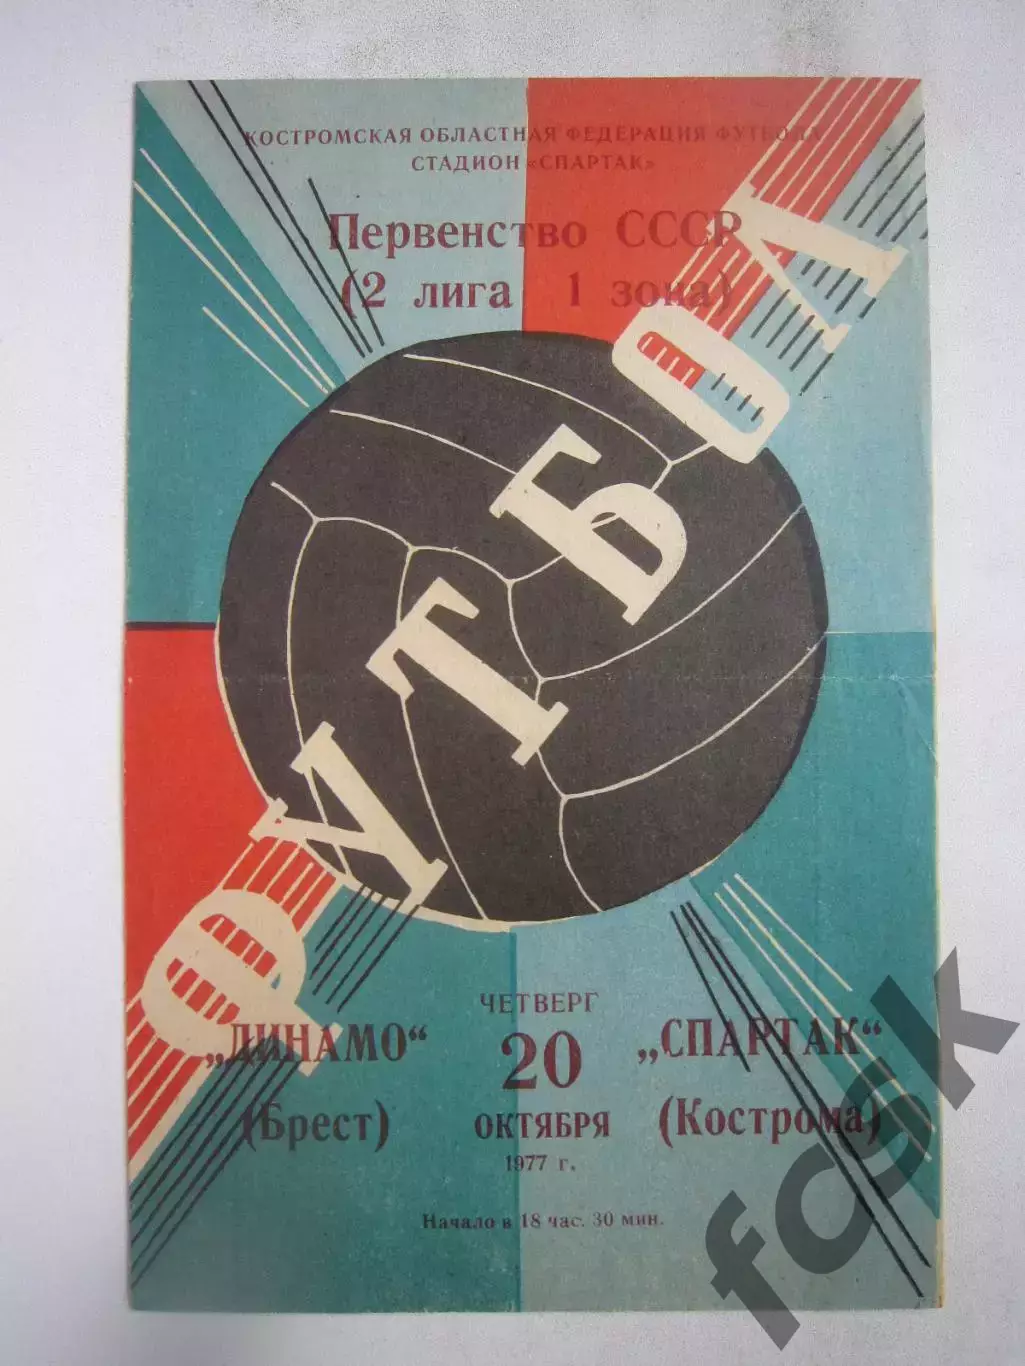 КОСТРОМСКАЯ ОБЛАСТНАЯ ФЕДЕРАЦИЯ ФУТБОЛА
СТАДИОН «СПАРТАК»
Первенство СССР
(2 лига 1 зона)
ФУТБОЛ
ЧЕТВЕРГ
„ДИНАМО“ 20 „СПАРТАК“
(Брест) ОКТЯБРЯ (Кострома)
1977 г.
Начало в 18 час. 30 мин.
fcsk